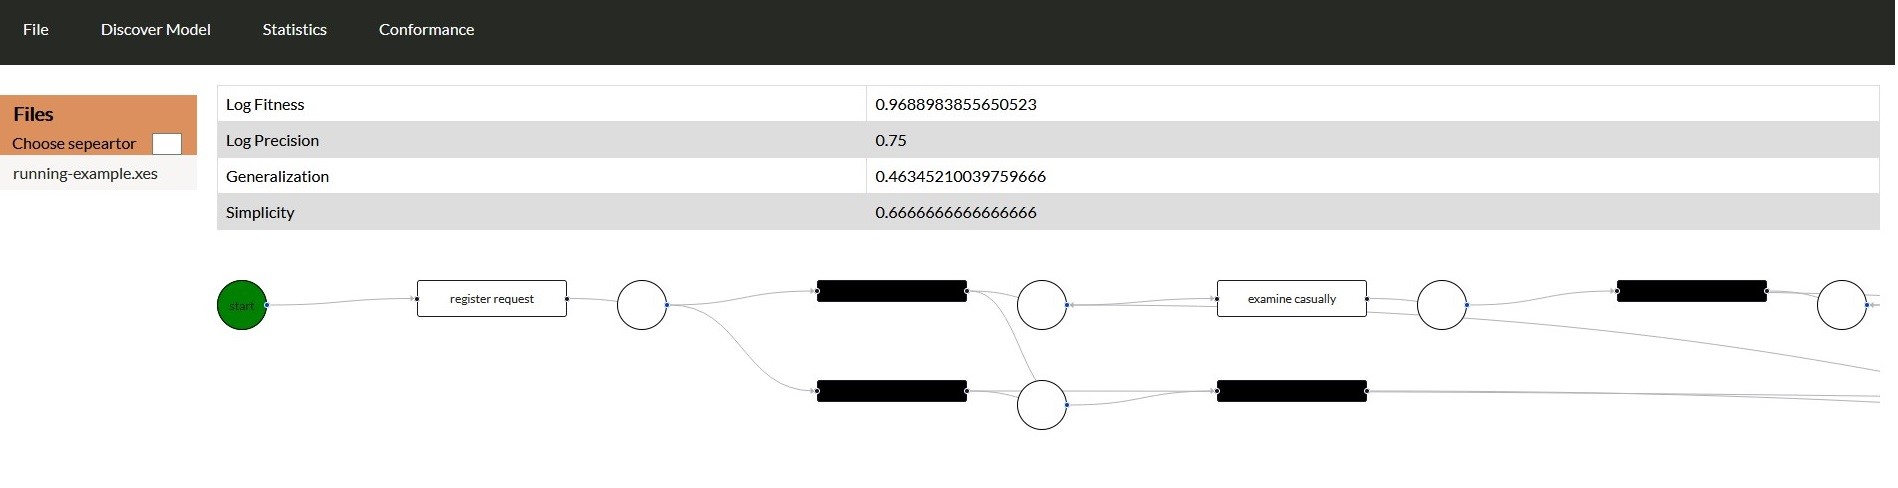 File Discover Model Statistics Conformance
Files
Choose sepeartor
running-example.xes
Log Fitness 0.9688983855650523
Log Precision 0.75
Generalization 0.46345210039759666
Simplicity 0.6666666666666666
start register request examine casually